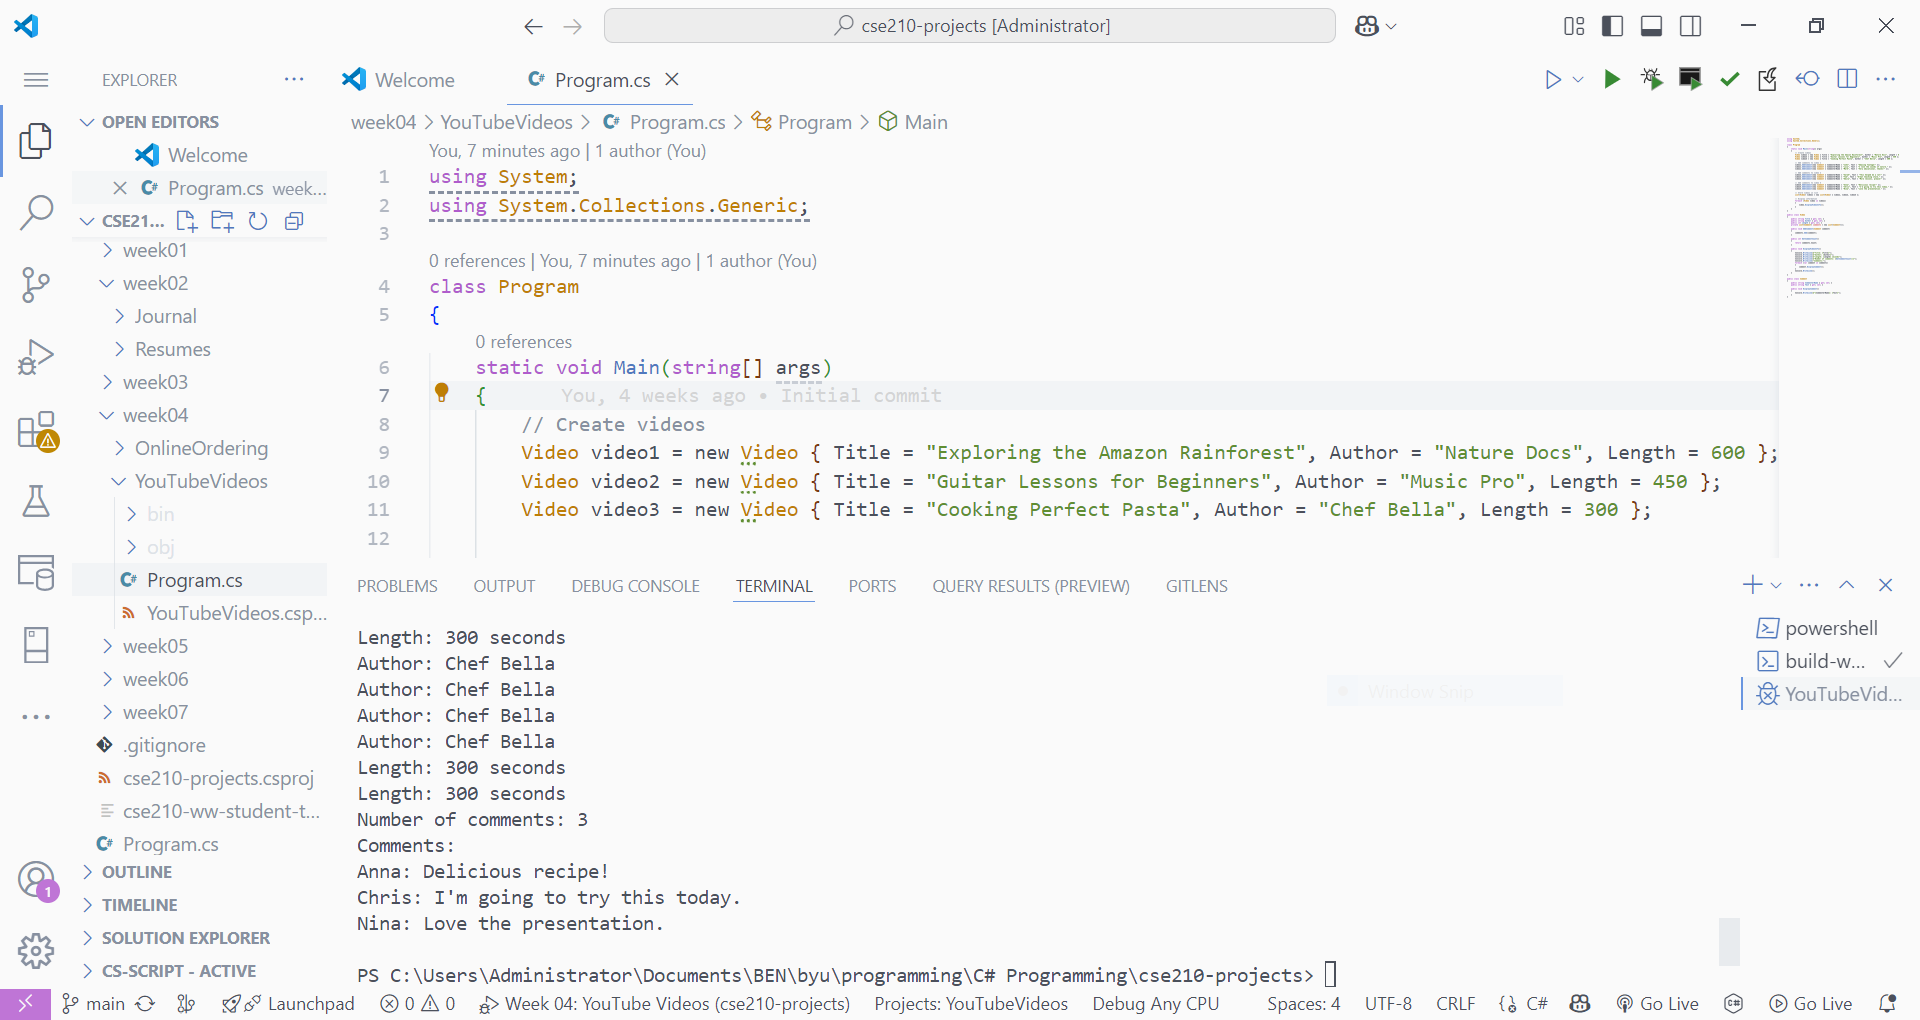 cse210-projects [Administrator]
EXPLORER
Welcome
Program.cs
OPEN EDITORS
Welcome
Program.cs week...
CSE21...
week01
week02
Journal
Resumes
week03
week04
OnlineOrdering
YouTubeVideos
bin
obj
Program.cs
YouTubeVideos.csp...
week05
week06
week07
.gitignore
cse210-projects.csproj
cse210-ww-student-t...
Program.cs
OUTLINE
TIMELINE
SOLUTION EXPLORER
CS-SCRIPT - ACTIVE
1
week04 > YouTubeVideos > Program.cs > Program > Main
You, 7 minutes ago | 1 author (You)
1 using System;
2 using System.Collections.Generic;
3
0 references | You, 7 minutes ago | 1 author (You)
4 class Program
5 {
0 references
6 static void Main(string[] args)
7 { You, 4 weeks ago • Initial commit
8 // Create videos
9 Video video1 = new Video { Title = "Exploring the Amazon Rainforest", Author = "Nature Docs", Length = 600 };
10 Video video2 = new Video { Title = "Guitar Lessons for Beginners", Author = "Music Pro", Length = 450 };
11 Video video3 = new Video { Title = "Cooking Perfect Pasta", Author = "Chef Bella", Length = 300 };
12
PROBLEMS OUTPUT DEBUG CONSOLE TERMINAL PORTS QUERY RESULTS (PREVIEW) GITLENS
Length: 300 seconds
Author: Chef Bella
Author: Chef Bella
Author: Chef Bella
Author: Chef Bella
Length: 300 seconds
Length: 300 seconds
Number of comments: 3
Comments:
Anna: Delicious recipe!
Chris: I'm going to try this today.
Nina: Love the presentation.
PS C:\Users\Administrator\Documents\BEN\byu\programming\C# Programming\cse210-projects>
powershell
build-w...
YouTubeVid...
Window Snip
main Launchpad 0 0 Week 04: YouTube Videos (cse210-projects) Projects: YouTubeVideos Debug Any CPU Spaces: 4 UTF-8 CRLF C# Go Live Go Live